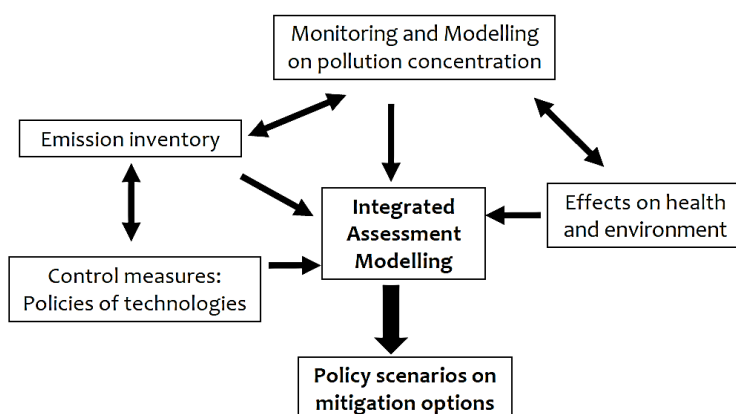 Monitoring and Modelling
on pollution concentration
Emission inventory
Integrated
Assessment
Modelling
Effects on health
and environment
Control measures:
Policies of technologies
Policy scenarios on
mitigation options